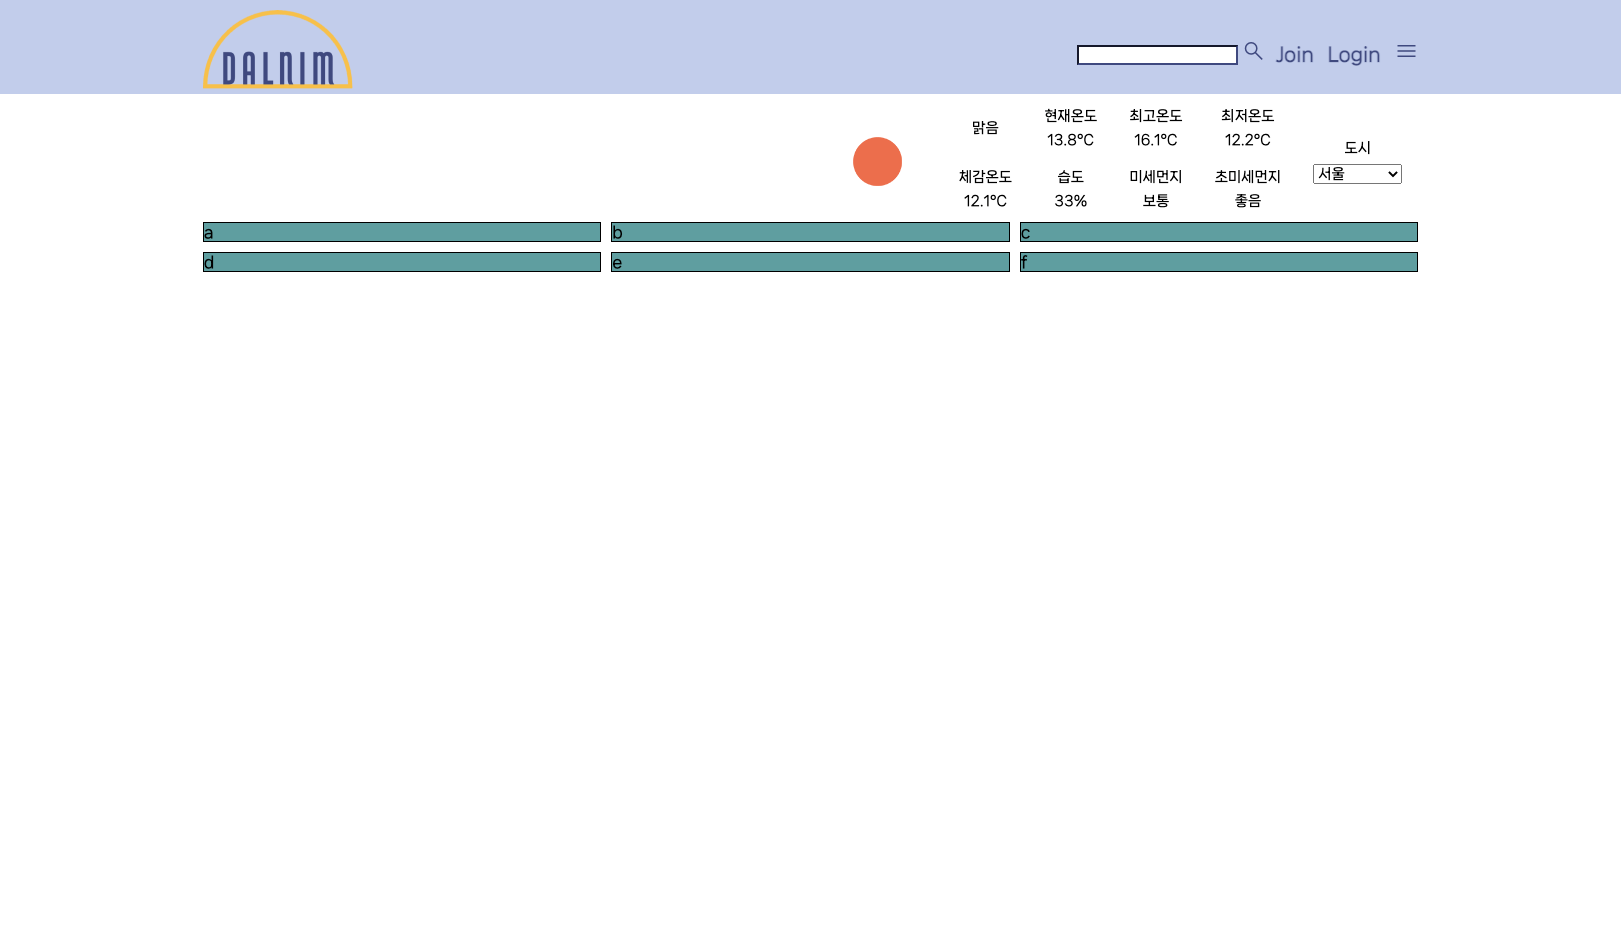 DALNIM
Join Login
맑음 현재온도 최고온도 최저온도
13.8°C 16.1°C 12.2°C
도시
서울
체감온도 습도 미세먼지 초미세먼지
12.1°C 33% 보통 좋음
a b c
d e f